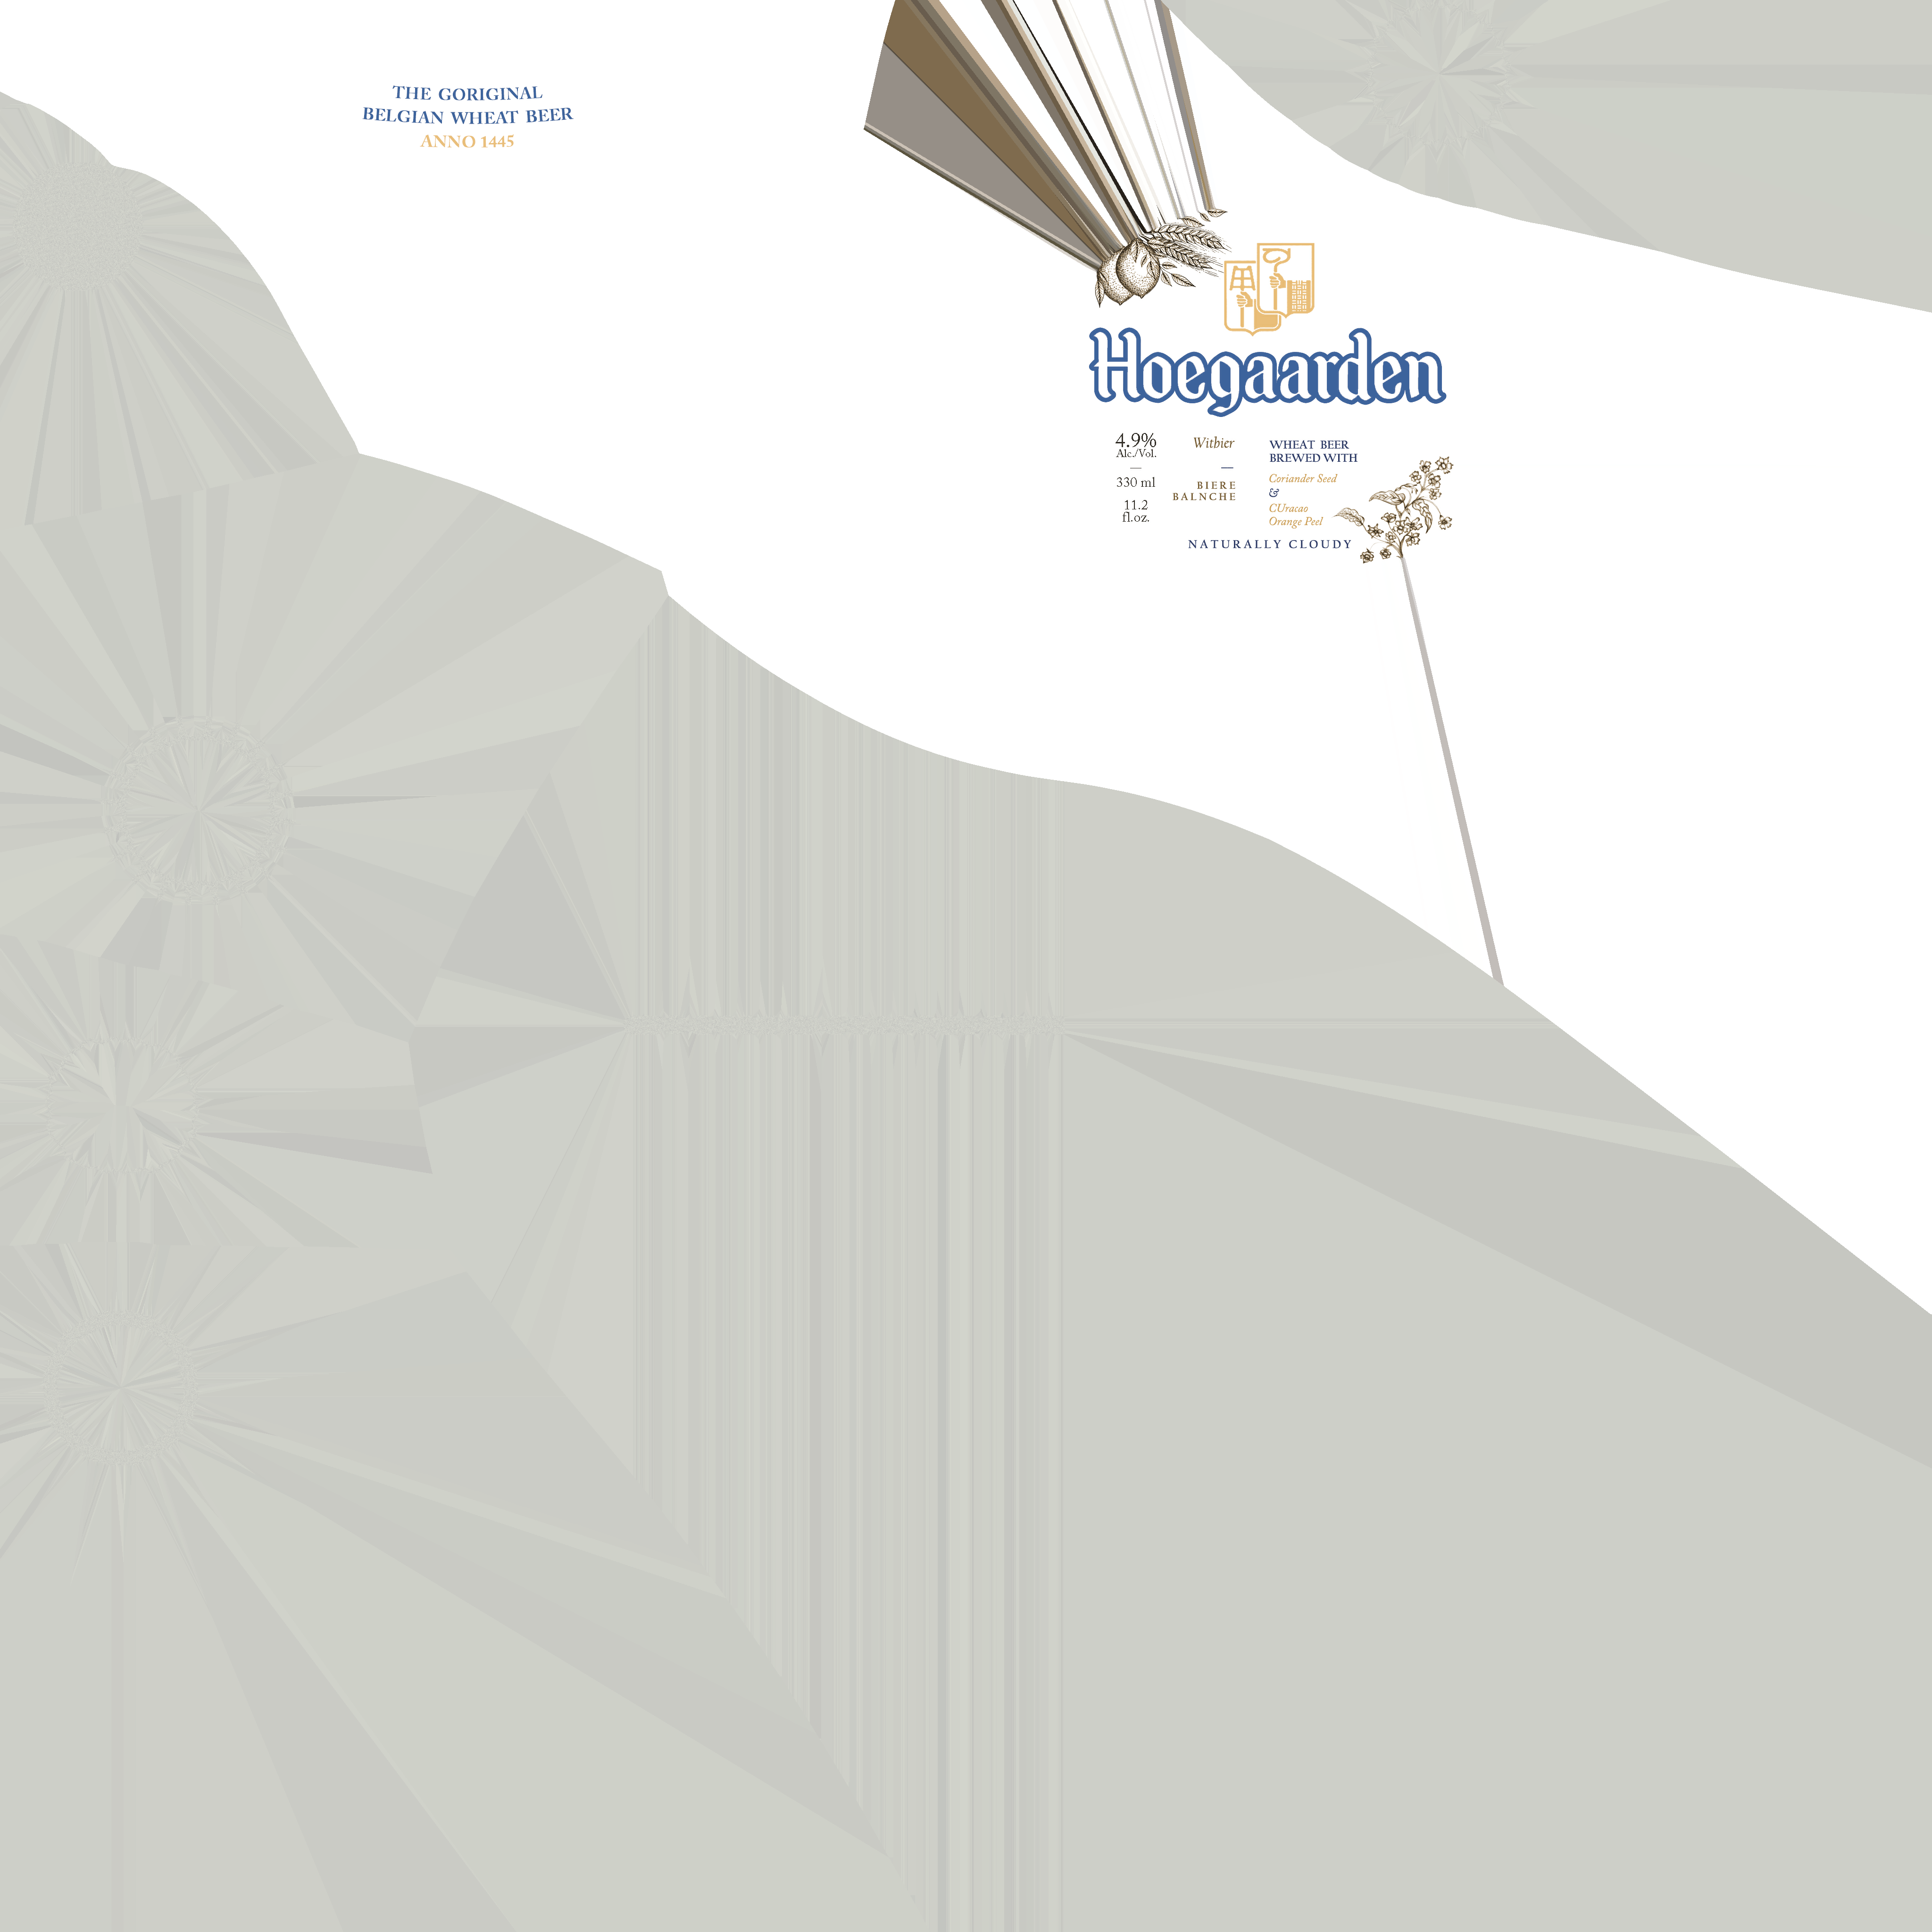 THE GORIGINAL
BELGIAN WHEAT BEER
ANNO 1445
Hoegaarden
4.9%
Alc./Vol.
—
330 ml
11.2
fl.oz.
Witbier
—
BIERE
BALNCHE
WHEAT BEER
BREWED WITH
Coriander Seed
&
CUracao
Orange Peel
NATURALLY CLOUDY